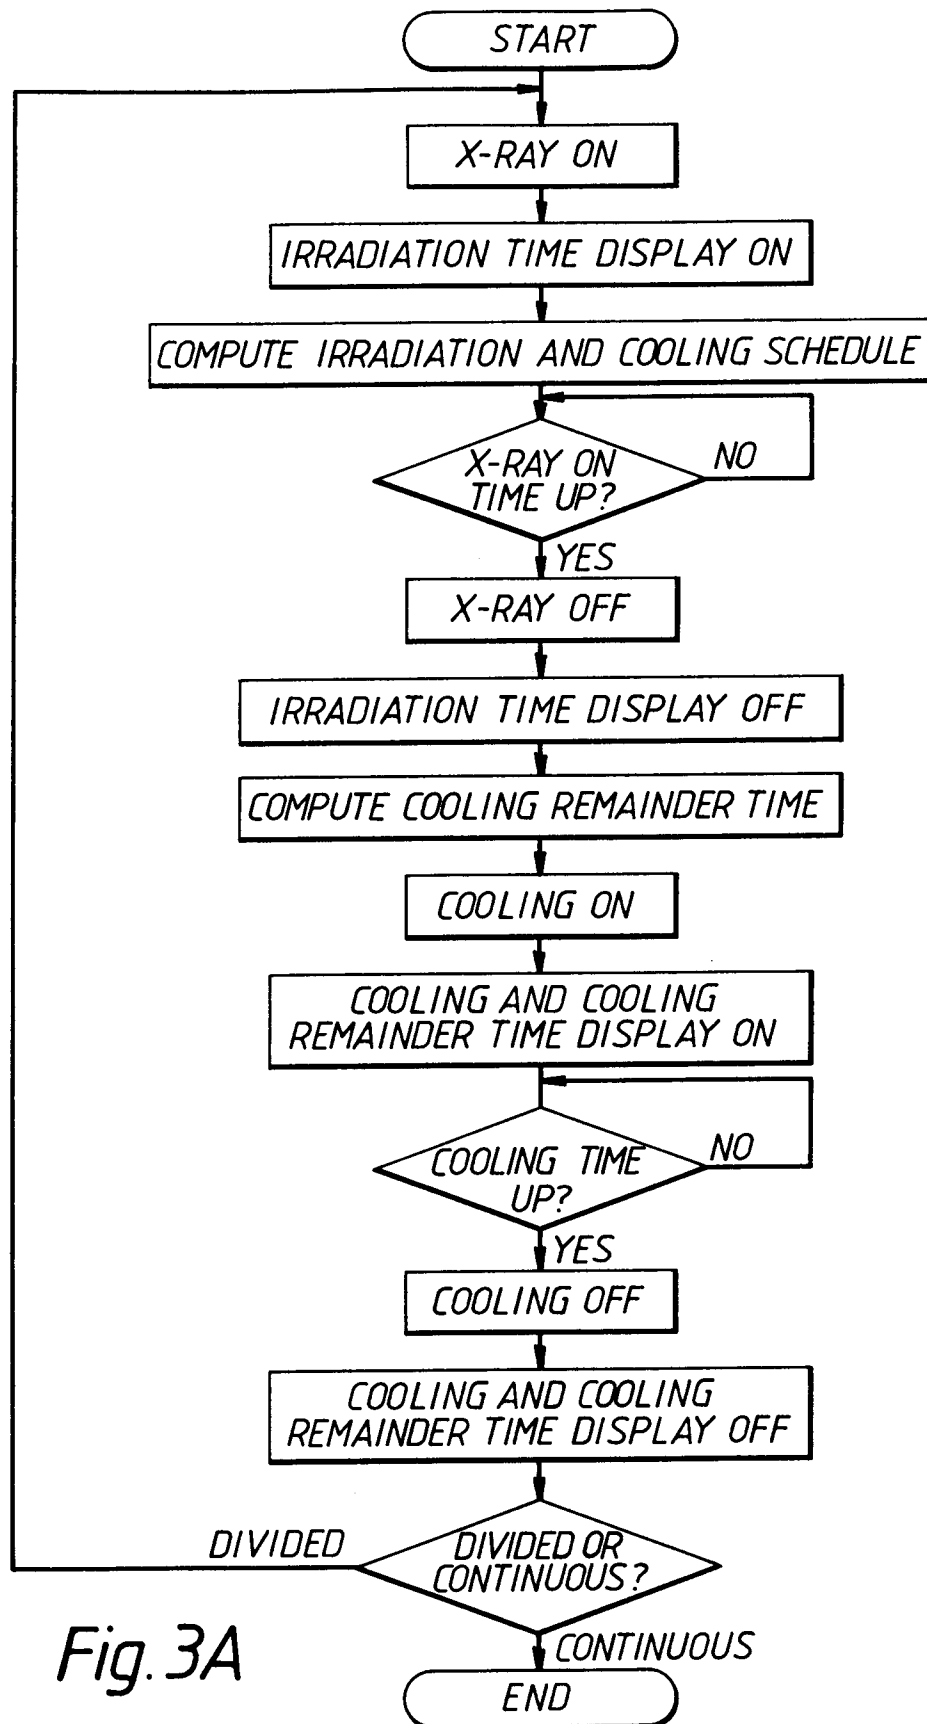 START
X-RAY ON
IRRADIATION TIME DISPLAY ON
COMPUTE IRRADIATION AND COOLING SCHEDULE
X-RAY ON
TIME UP?
NO
YES
X-RAY OFF
IRRADIATION TIME DISPLAY OFF
COMPUTE COOLING REMAINDER TIME
COOLING ON
COOLING AND COOLING
REMAINDER TIME DISPLAY ON
COOLING TIME
UP?
NO
YES
COOLING OFF
COOLING AND COOLING
REMAINDER TIME DISPLAY OFF
DIVIDED
DIVIDED OR
CONTINUOUS?
CONTINUOUS
END
Fig. 3A